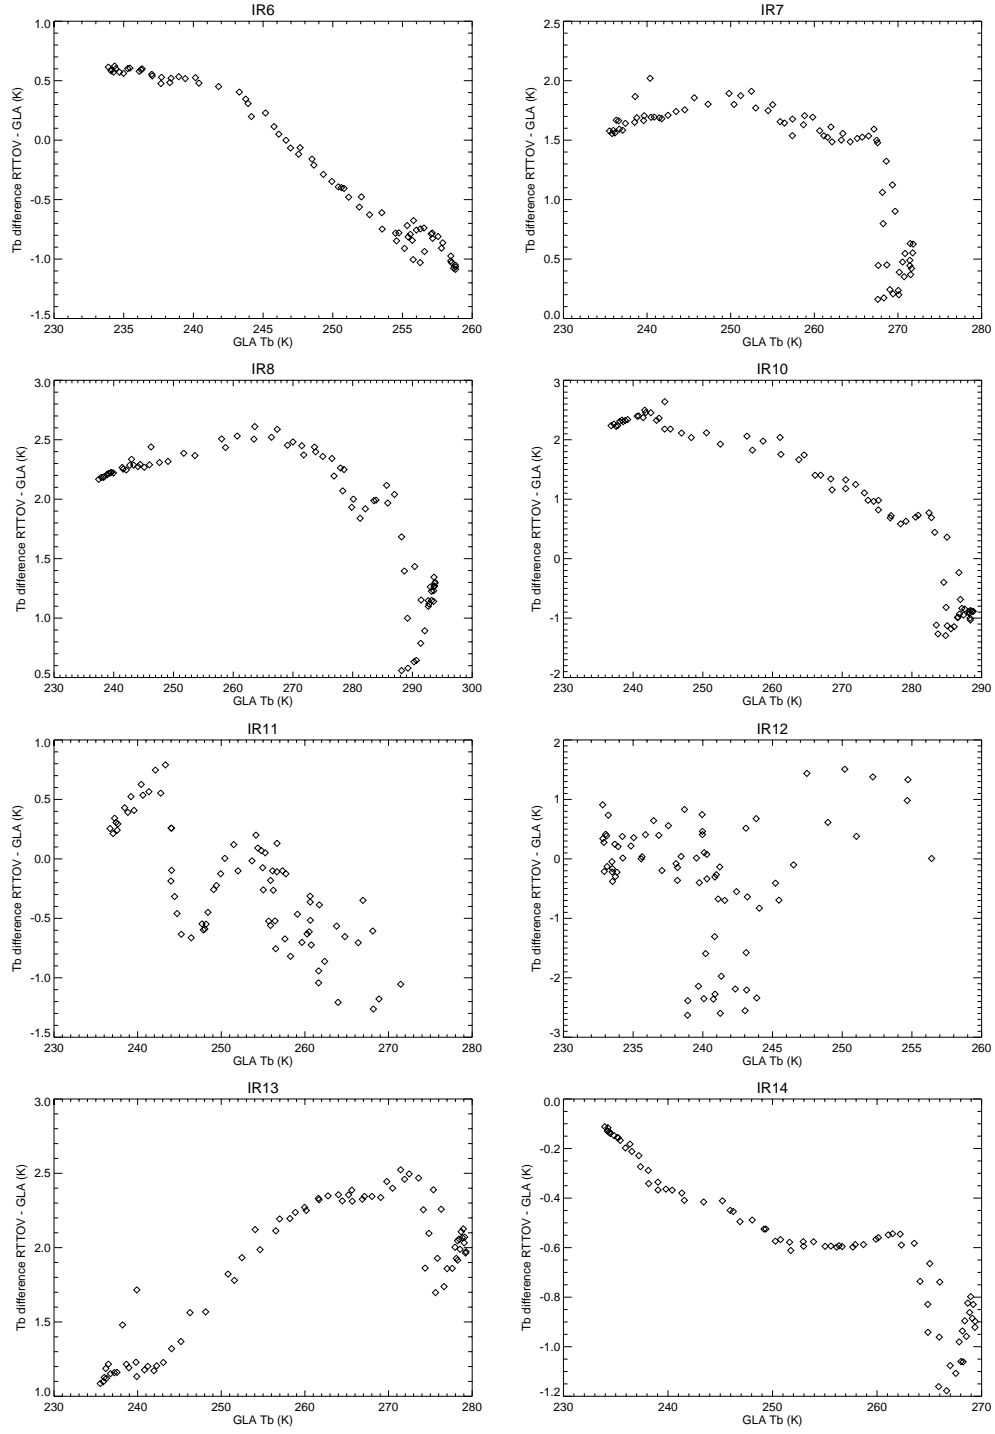 IR6
1.0
0.5
0.0
-0.5
-1.0
-1.5
Tb difference RTTOV - GLA (K)
230 235 240 245 250 255 260
GLA Tb (K)
IR7
2.5
2.0
1.5
1.0
0.5
0.0
Tb difference RTTOV - GLA (K)
230 240 250 260 270 280
GLA Tb (K)
IR8
3.0
2.5
2.0
1.5
1.0
0.5
Tb difference RTTOV - GLA (K)
230 240 250 260 270 280 290 300
GLA Tb (K)
IR10
3
2
1
0
-1
-2
Tb difference RTTOV - GLA (K)
230 240 250 260 270 280 290
GLA Tb (K)
IR11
1.0
0.5
0.0
-0.5
-1.0
-1.5
Tb difference RTTOV - GLA (K)
230 240 250 260 270 280
GLA Tb (K)
IR12
2
1
0
-1
-2
-3
Tb difference RTTOV - GLA (K)
230 235 240 245 250 255 260
GLA Tb (K)
IR13
3.0
2.5
2.0
1.5
1.0
Tb difference RTTOV - GLA (K)
230 240 250 260 270 280
GLA Tb (K)
IR14
0.0
-0.2
-0.4
-0.6
-0.8
-1.0
-1.2
Tb difference RTTOV - GLA (K)
230 240 250 260 270
GLA Tb (K)